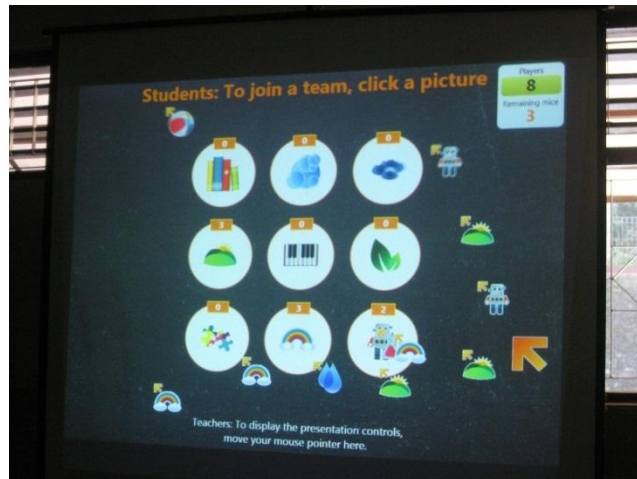 Students: To join a team, click a picture
Players
8
Remaining mice
3
0
0
0
3
0
0
0
3
2
Teachers: To display the presentation controls,
move your mouse pointer here.